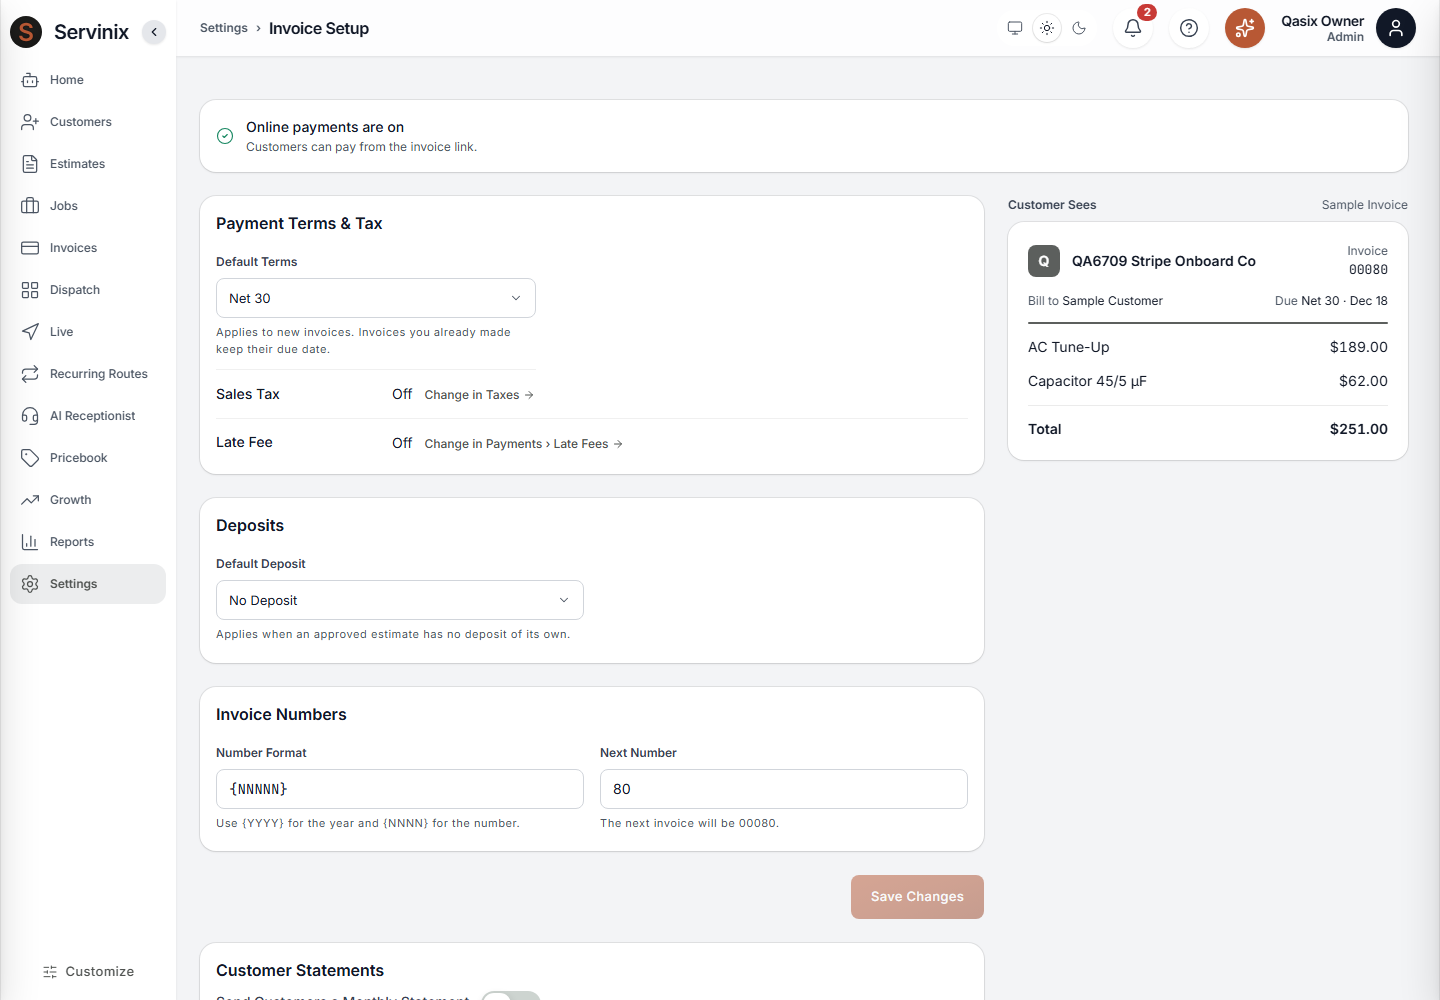 S
Servinix
Home
Customers
Estimates
Jobs
Invoices
Dispatch
Live
Recurring Routes
AI Receptionist
Pricebook
Growth
Reports
Settings
Customize
Settings › Invoice Setup
2
Qasix Owner
Admin
Online payments are on
Customers can pay from the invoice link.
Payment Terms & Tax
Default Terms
Net 30
Applies to new invoices. Invoices you already made
keep their due date.
Sales Tax Off Change in Taxes →
Late Fee Off Change in Payments › Late Fees →
Deposits
Default Deposit
No Deposit
Applies when an approved estimate has no deposit of its own.
Invoice Numbers
Number Format
{NNNNN}
Use {YYYY} for the year and {NNNN} for the number.
Next Number
80
The next invoice will be 00080.
Save Changes
Customer Statements
Send Customers a Monthly Statement
Customer Sees Sample Invoice
Q
QA6709 Stripe Onboard Co
Invoice
00080
Bill to Sample Customer Due Net 30 · Dec 18
AC Tune-Up $189.00
Capacitor 45/5 µF $62.00
Total $251.00